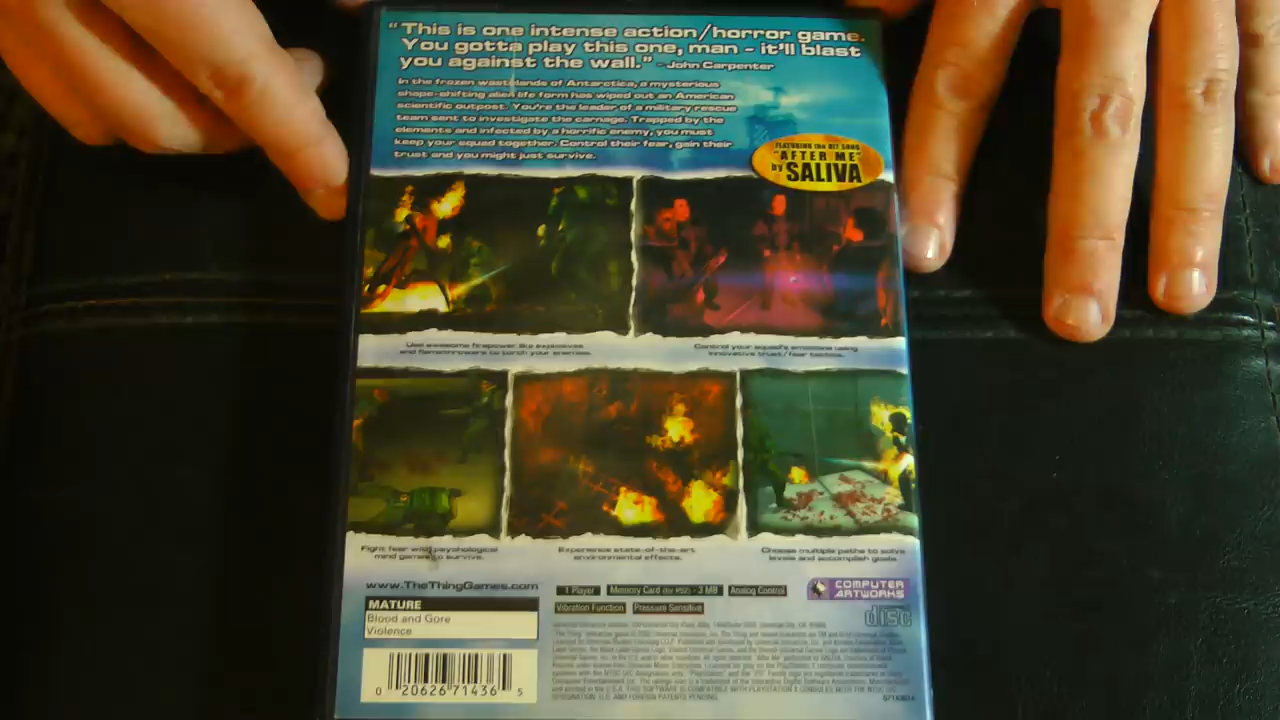 “This is one intense action/horror game.
You gotta play this one, man - it'll blast
you against the wall.” - John Carpenter
In the frozen wastelands of Antarctica, a mysterious
shape-shifting alien life form has wiped out an American
scientific outpost. You're the leader of a military rescue
team sent to investigate the carnage. Trapped by the
elements and infected by a horrific enemy, you must
keep your squad together. Control their fear, gain their
trust and you might just survive.
FEATURING the HIT SONG
"AFTER ME"
by SALIVA
Use awesome firepower like explosives
and flamethrowers to torch your enemies.
Control your squad's emotions using
innovative trust/fear tactics.
Fight fear with psychological
mind games to survive.
Experience state-of-the-art
environmental effects.
Choose multiple paths to solve
levels and accomplish goals.
www.TheThingGames.com
1 Player
Memory Card (for PS2) - 3 MB
Analog Control
Vibration Function
Pressure Sensitive
COMPUTER
ARTWORKS
disc
MATURE
Blood and Gore
Violence
0 20626 71436 5